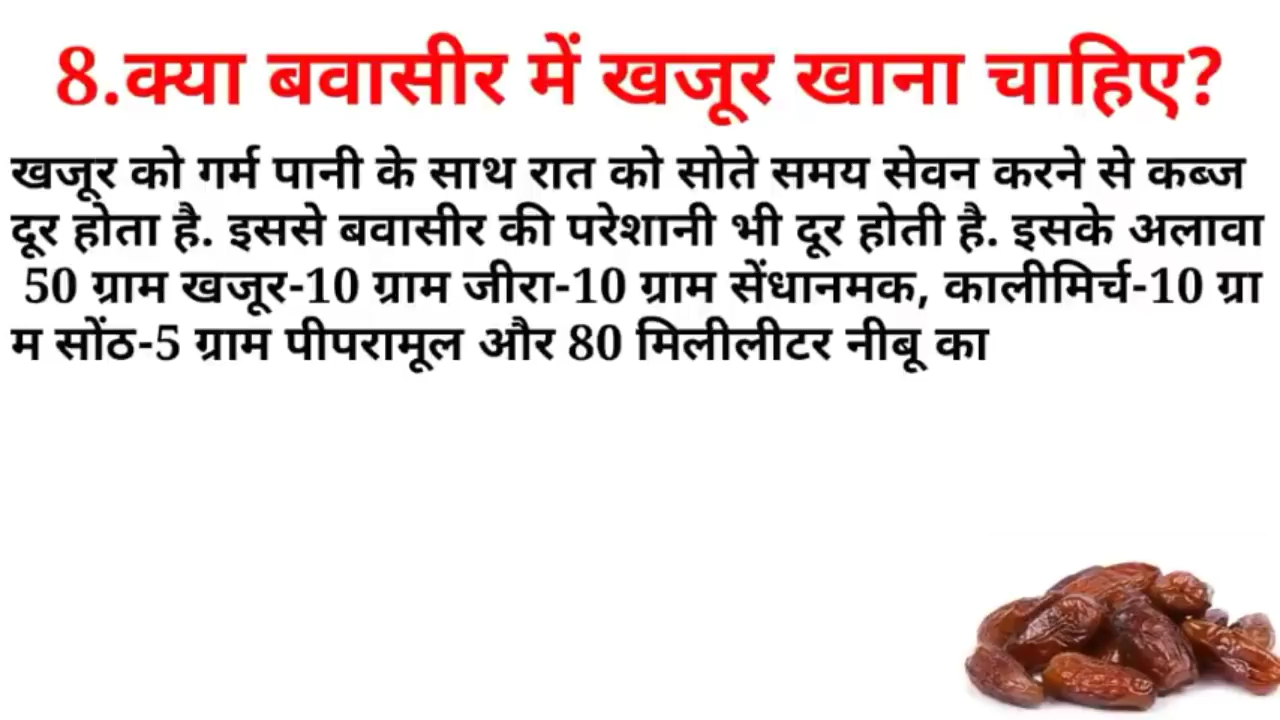 8.क्या बवासीर में खजूर खाना चाहिए?
खजूर को गर्म पानी के साथ रात को सोते समय सेवन करने से कब्ज
दूर होता है. इससे बवासीर की परेशानी भी दूर होती है. इसके अलावा
50 ग्राम खजूर-10 ग्राम जीरा-10 ग्राम सेंधानमक, कालीमिर्च-10 ग्रा
म सोंठ-5 ग्राम पीपरामूल और 80 मिलीलीटर नीबू का